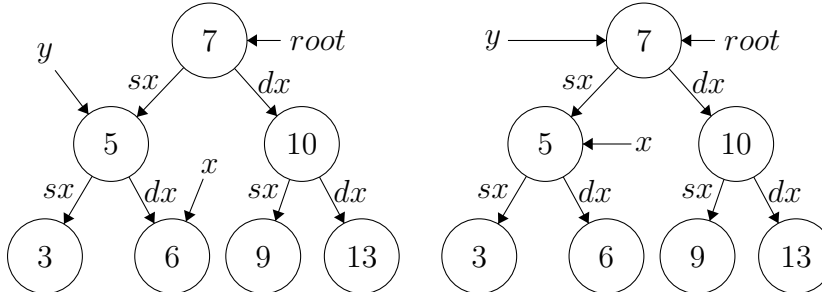 7 root y 7 root
y sx dx sx dx
5 10 x 5 x 10
sx dx sx dx sx dx sx dx
3 6 9 13 3 6 9 13